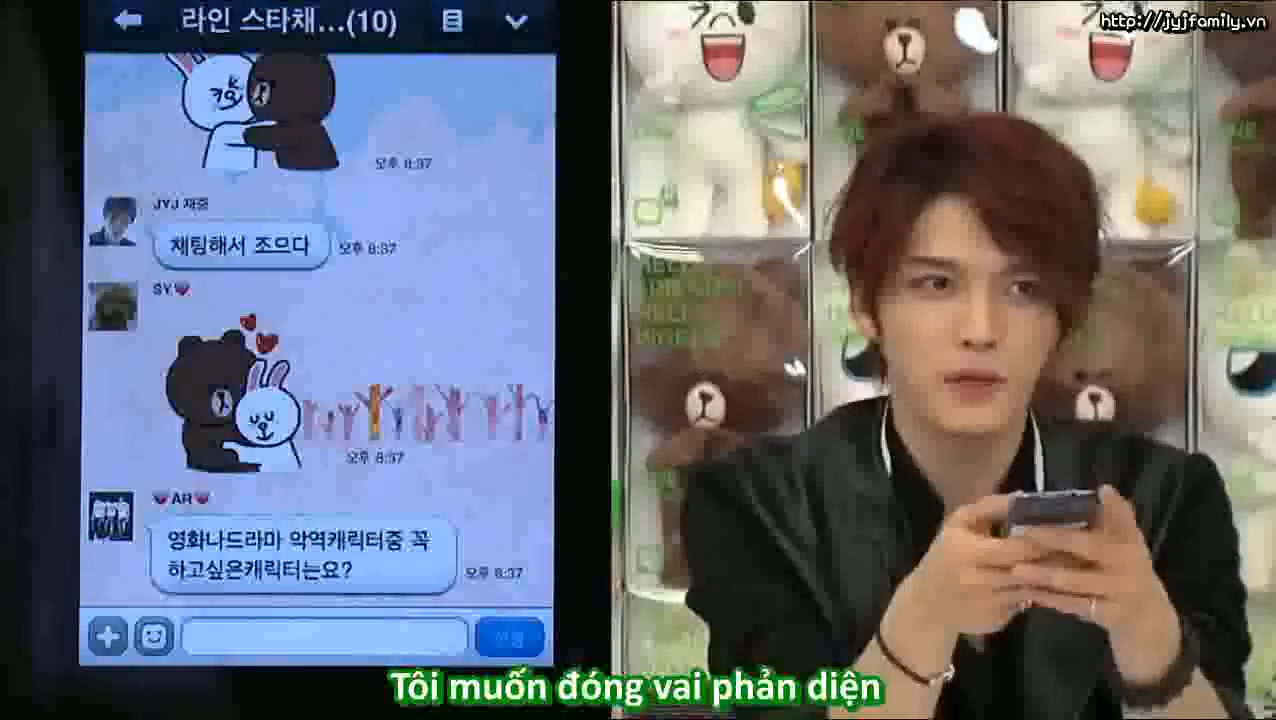 라인 스타채...(10)
http://jyjfamily.vn
오후 8:37
JYJ 재중
채팅해서 조으다
오후 8:37
SY
오후 8:37
AR
영화나드라마 악역캐릭터중 꼭
하고싶은캐릭터는요?
오후 8:37
전송
Tôi muốn đóng vai phản diện